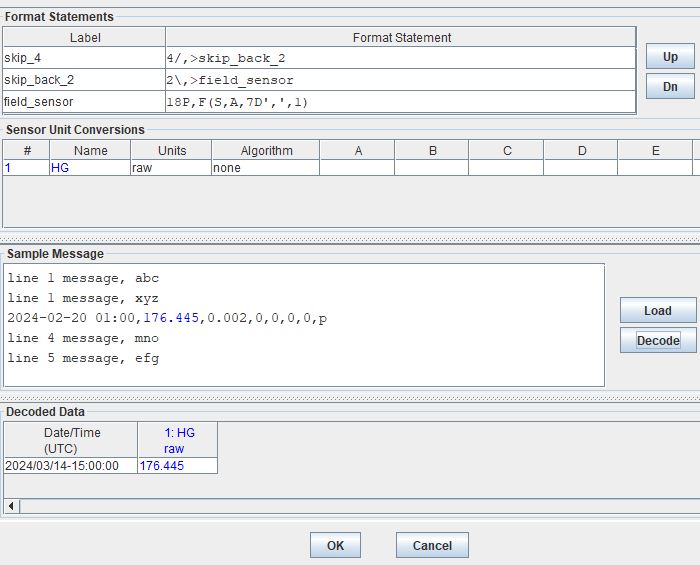 Format Statements
Label Format Statement
skip_4 4/,>skip_back_2
skip_back_2 2\,>field_sensor
field_sensor 18P,F(S,A,7D',',1)
Up
Dn
Sensor Unit Conversions
# Name Units Algorithm A B C D E
1 HG raw none
Sample Message
line 1 message, abc
line 1 message, xyz
2024-02-20 01:00,176.445,0.002,0,0,0,0,p
line 4 message, mno
line 5 message, efg
Load
Decode
Decoded Data
Date/Time 1: HG
(UTC) raw
2024/03/14-15:00:00 176.445
OK Cancel